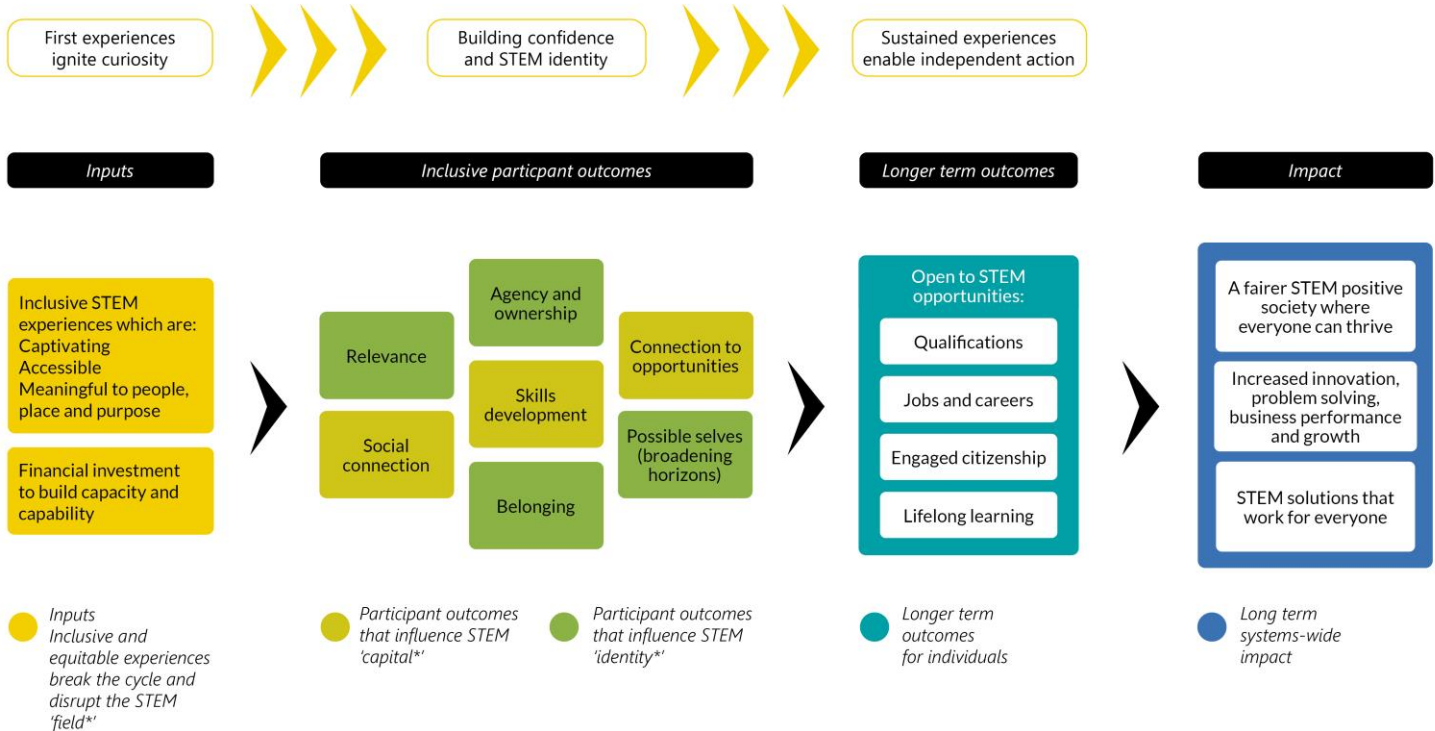 First experiences
ignite curiosity
Building confidence
and STEM identity
Sustained experiences
enable independent action
Inputs
Inclusive particpant outcomes
Longer term outcomes
Impact
Inclusive STEM
experiences which are:
Captivating
Accessible
Meaningful to people,
place and purpose
Financial investment
to build capacity and
capability
Relevance
Social
connection
Agency and
ownership
Skills
development
Belonging
Connection to
opportunities
Possible selves
(broadening
horizons)
Open to STEM
opportunities:
Qualifications
Jobs and careers
Engaged citizenship
Lifelong learning
A fairer STEM positive
society where
everyone can thrive
Increased innovation,
problem solving,
business performance
and growth
STEM solutions that
work for everyone
Inputs
Inclusive and
equitable experiences
break the cycle and
disrupt the STEM
'field*'
Participant outcomes
that influence STEM
'capital*'
Participant outcomes
that influence STEM
'identity*'
Longer term
outcomes
for individuals
Long term
systems-wide
impact